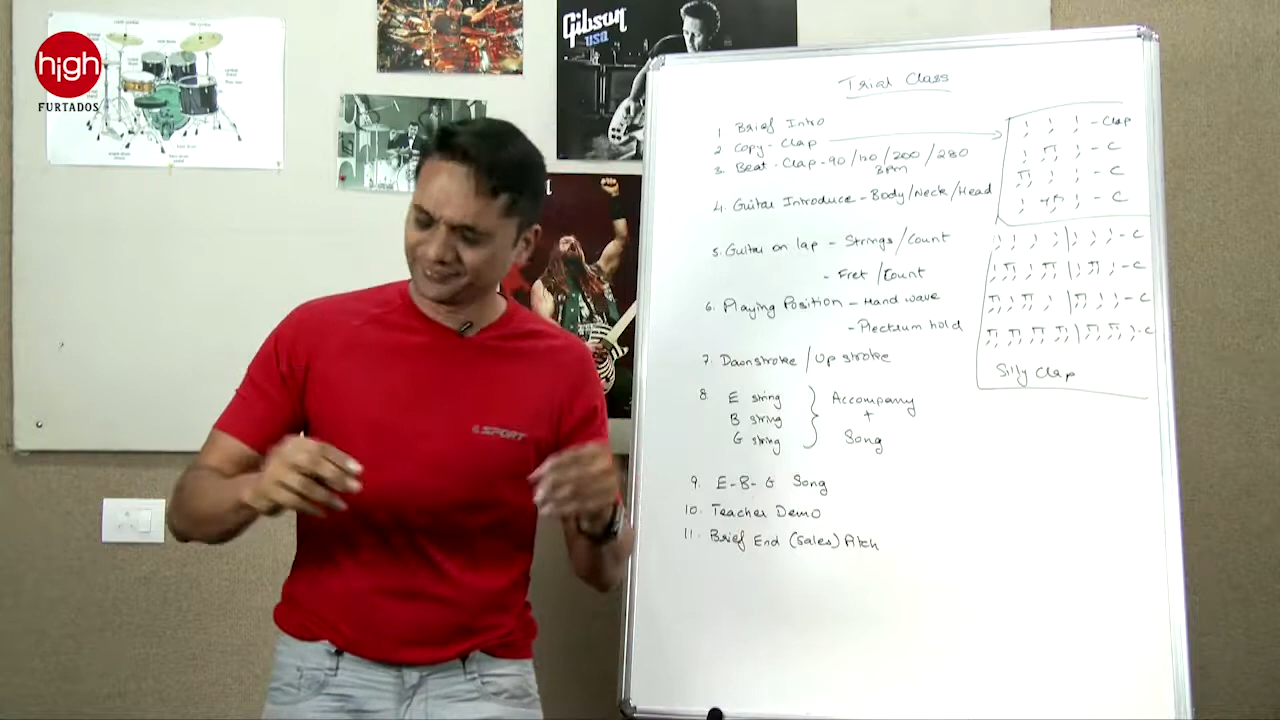 high
FURTADOS
Gibson
USA
SPORT
Trial Class
1 Brief Intro
2 Copy - Clap
3. Beat - Clap - 90/120/200/280
BPM
4. Guitar Introduce - Body/Neck/Head
5. Guitar on lap - Strings/Count
- Fret/Count
6. Playing Position - Hand wave
- Plectrum hold
7. Downstroke/Up stroke
8. E string
B string
G string
Accompany
+
Song
9. E-B-G Song
10. Teacher Demo
11. Brief End (Sales) Pitch
- Clap
- C
- C
- C
- C
- C
- C
- C
Silly Clap